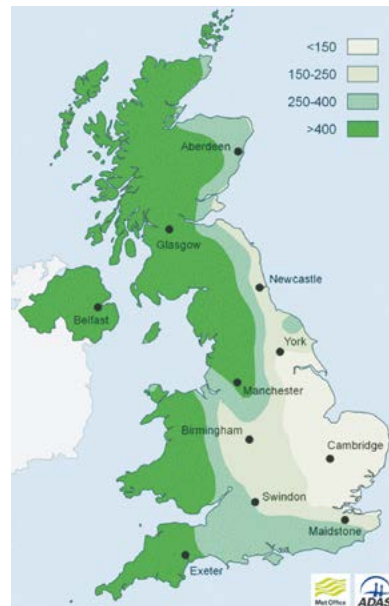 <150
150-250
250-400
>400
Aberdeen
Glasgow
Newcastle
Belfast
York
Manchester
Birmingham
Cambridge
Swindon
Maidstone
Exeter
Met Office
ADAS